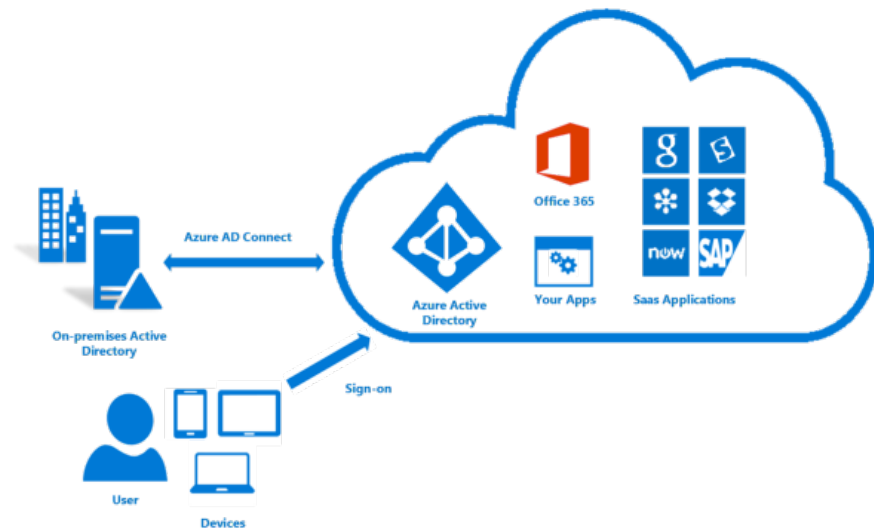 Office 365
Azure AD Connect
now
SAP
Azure Active
Directory
Your Apps
Saas Applications
On-premises Active
Directory
Sign-on
User
Devices